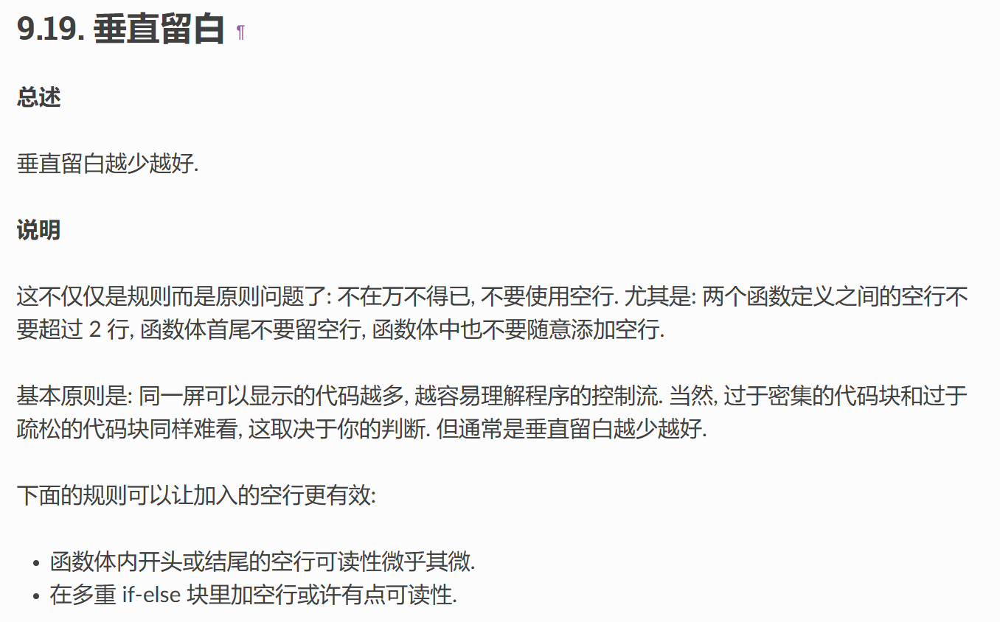 9.19. 垂直留白 ¶
总述
垂直留白越少越好.
说明
这不仅仅是规则而是原则问题了: 不在万不得已, 不要使用空行. 尤其是: 两个函数定义之间的空行不
要超过 2 行, 函数体首尾不要留空行, 函数体中也不要随意添加空行.
基本原则是: 同一屏可以显示的代码越多, 越容易理解程序的控制流. 当然, 过于密集的代码块和过于
疏松的代码块同样难看, 这取决于你的判断. 但通常是垂直留白越少越好.
下面的规则可以让加入的空行更有效:
• 函数体内开头或结尾的空行可读性微乎其微.
• 在多重 if-else 块里加空行或许有点可读性.